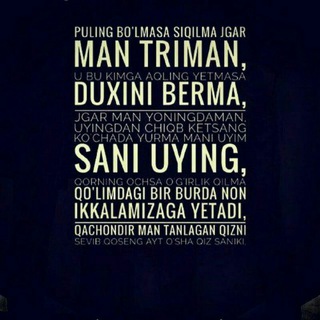 PULING BO'LMASA SIQILMA JGAR
MAN TRIMAN,
U BU KIMGA AQLING YETMASA
DUXINI BERMA,
JGAR MAN YONINGDAMAN,
UYINGDAN CHIQB KETSANG
KO'CHADA YURMA MANI UYIM
SANI UYING,
QORNING OCHSA O'G'IRLIK QILMA
QO'LIMDAGI BIR BURDA NON
IKKALAMIZAGA YETADI,
QACHONDIR MAN TANLAGAN QIZNI
SEVIB QOSENG AYT O'SHA QIZ SANIKI.